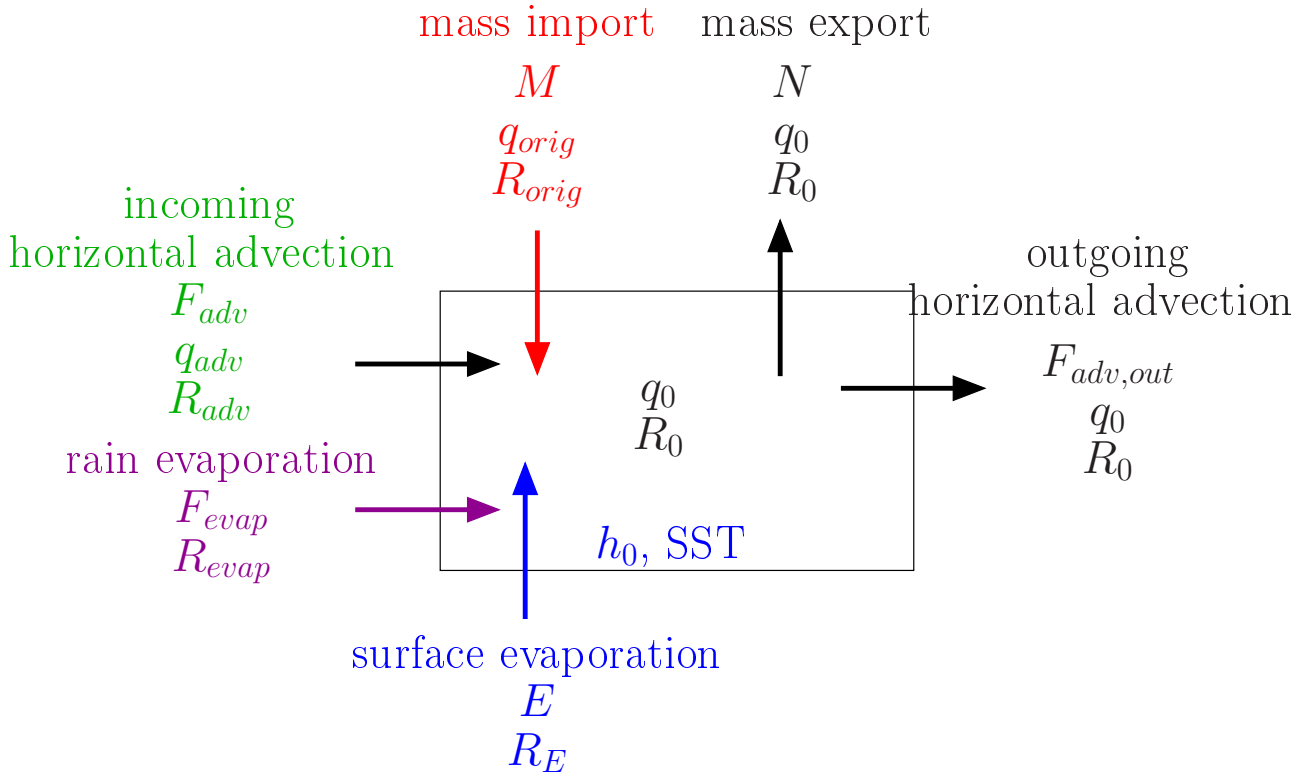 mass import
M
q_orig
R_orig
mass export
N
q_0
R_0
incoming
horizontal advection
F_adv
q_adv
R_adv
rain evaporation
F_evap
R_evap
q_0
R_0
h_0, SST
outgoing
horizontal advection
F_adv,out
q_0
R_0
surface evaporation
E
R_E